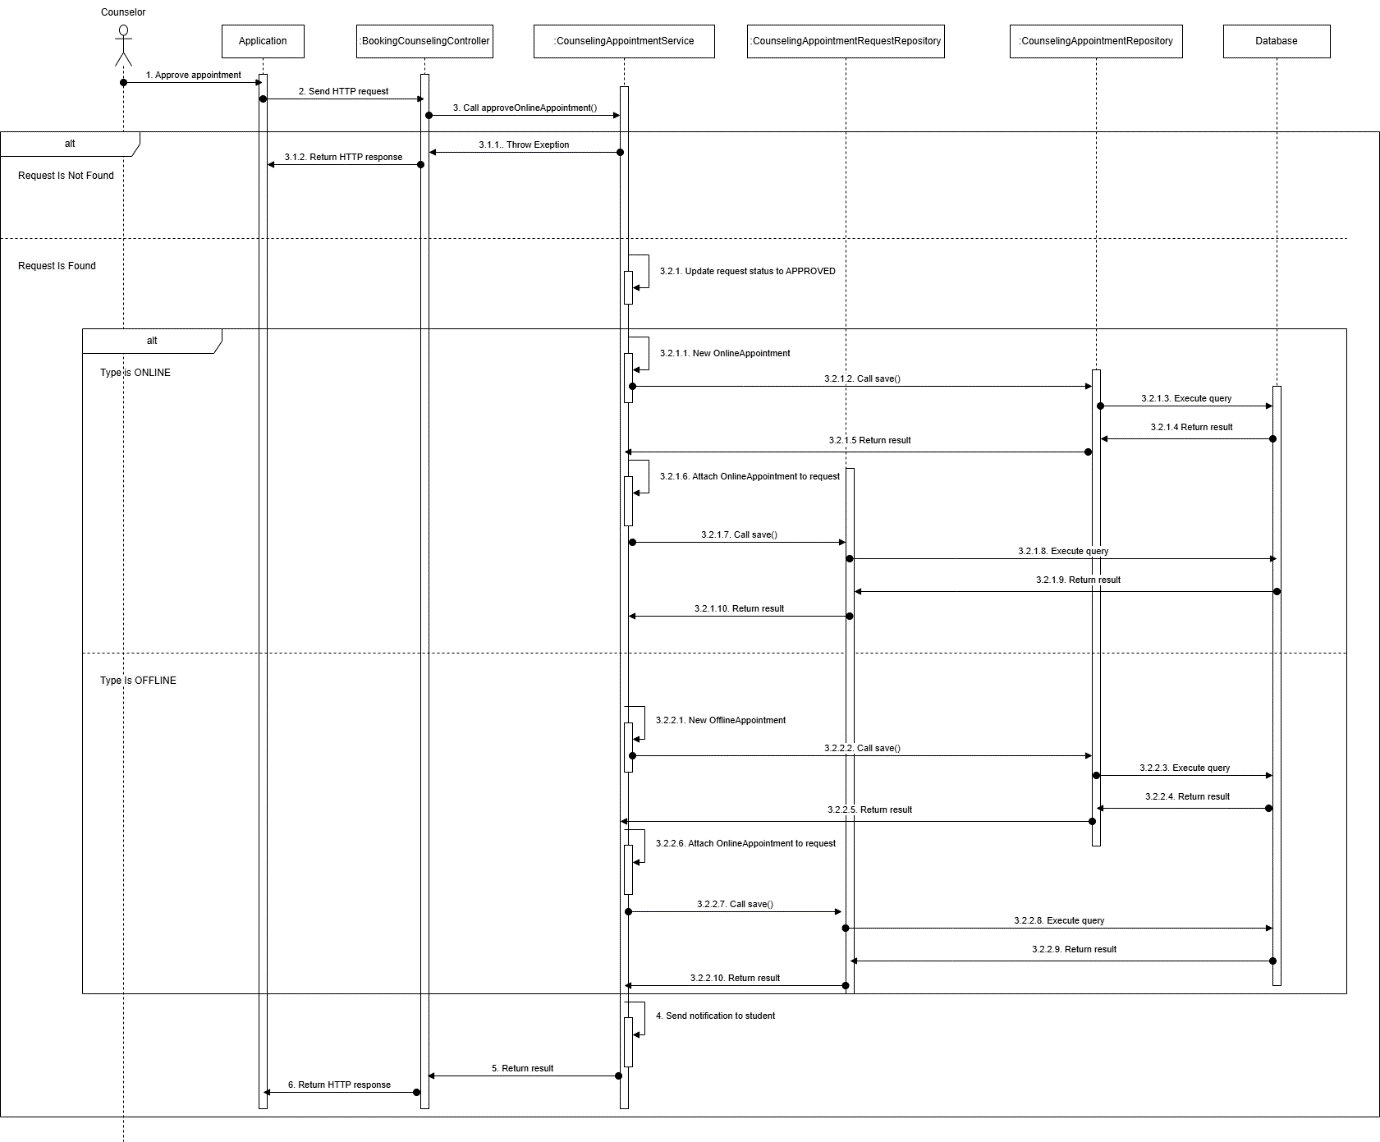 Counselor
Application
:BookingCounselingController
:CounselingAppointmentService
:CounselingAppointmentRequestRepository
:CounselingAppointmentRepository
Database
1. Approve appointment
2. Send HTTP request
3. Call approveOnlineAppointment()
alt
3.1.1.. Throw Exeption
3.1.2. Return HTTP response
Request Is Not Found
Request Is Found
3.2.1. Update request status to APPROVED
alt
3.2.1.1. New OnlineAppointment
Type is ONLINE
3.2.1.2. Call save()
3.2.1.3. Execute query
3.2.1.4 Return result
3.2.1.5 Return result
3.2.1.6. Attach OnlineAppointment to request
3.2.1.7. Call save()
3.2.1.8. Execute query
3.2.1.9. Return result
3.2.1.10. Return result
Type Is OFFLINE
3.2.2.1. New OfflineAppointment
3.2.2.2. Call save()
3.2.2.3. Execute query
3.2.2.4. Return result
3.2.2.5. Return result
3.2.2.6. Attach OnlineAppointment to request
3.2.2.7. Call save()
3.2.2.8. Execute query
3.2.2.9. Return result
3.2.2.10. Return result
4. Send notification to student
5. Return result
6. Return HTTP response